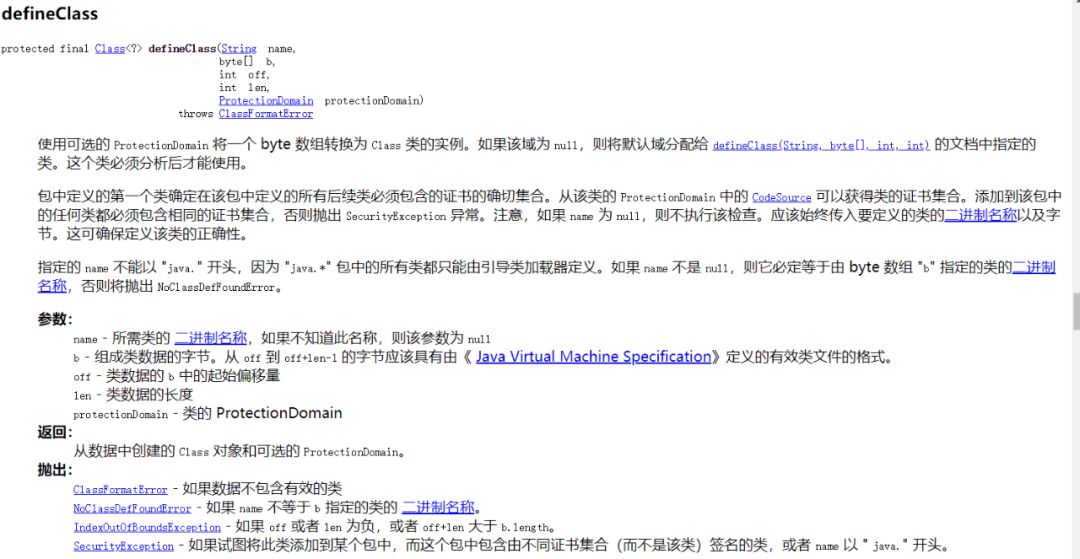 defineClass
protected final Class<?> defineClass(String name,
byte[] b,
int off,
int len,
ProtectionDomain protectionDomain)
throws ClassFormatError
使用可选的 ProtectionDomain 将一个 byte 数组转换为 Class 类的实例。如果该域为 null，则将默认域分配给 defineClass(String, byte[], int, int) 的文档中指定的
类。这个类必须分析后才能使用。
包中定义的第一个类确定在该包中定义的所有后续类必须包含的证书的确切集合。从该类的 ProtectionDomain 中的 CodeSource 可以获得类的证书集合。添加到该包中
的任何类都必须包含相同的证书集合，否则抛出 SecurityException 异常。注意，如果 name 为 null，则不执行该检查。应该始终传入要定义的类的二进制名称以及字
节。这可确保定义该类的正确性。
指定的 name 不能以 "java." 开头，因为 "java.*" 包中的所有类都只能由引导类加载器定义。如果 name 不是 null，则它必定等于由 byte 数组 "b" 指定的类的二进制
名称，否则将抛出 NoClassDefFoundError。
参数：
name - 所需类的 二进制名称，如果不知道此名称，则该参数为 null
b - 组成类数据的字节。从 off 到 off+len-1 的字节应该具有由《 Java Virtual Machine Specification》定义的有效类文件的格式。
off - 类数据的 b 中的起始偏移量
len - 类数据的长度
protectionDomain - 类的 ProtectionDomain
返回：
从数据中创建的 Class 对象和可选的 ProtectionDomain。
抛出：
ClassFormatError - 如果数据不包含有效的类
NoClassDefFoundError - 如果 name 不等于 b 指定的类的 二进制名称。
IndexOutOfBoundsException - 如果 off 或者 len 为负，或者 off+len 大于 b.length。
SecurityException - 如果试图将此类添加到某个包中，而这个包中包含由不同证书集合（而不是该类）签名的类，或者 name 以 " java." 开头。